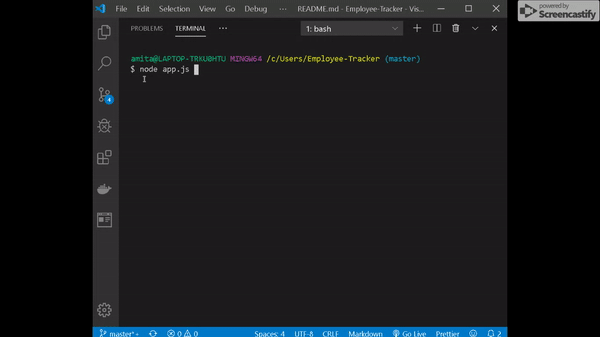 powered by
Screencastify
File Edit Selection View Go Debug ··· README.md - Employee-Tracker - Vis...
PROBLEMS TERMINAL ··· 1: bash
amita@LAPTOP-TRKU0HTU MINGW64 /c/Users/Employee-Tracker (master)
$ node app.js
4
master*+ 0 0 Spaces: 4 UTF-8 CRLF Markdown Go Live Prettier 2